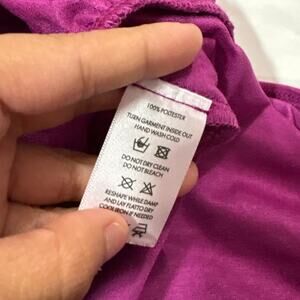 100% POLYESTER
TURN GARMENT INSIDE OUT
HAND WASH COLD
DO NOT DRY CLEAN
DO NOT BLEACH
RESHAPE WHILE DAMP
AND LAY FLAT TO DRY
COOL IRON IF NEEDED